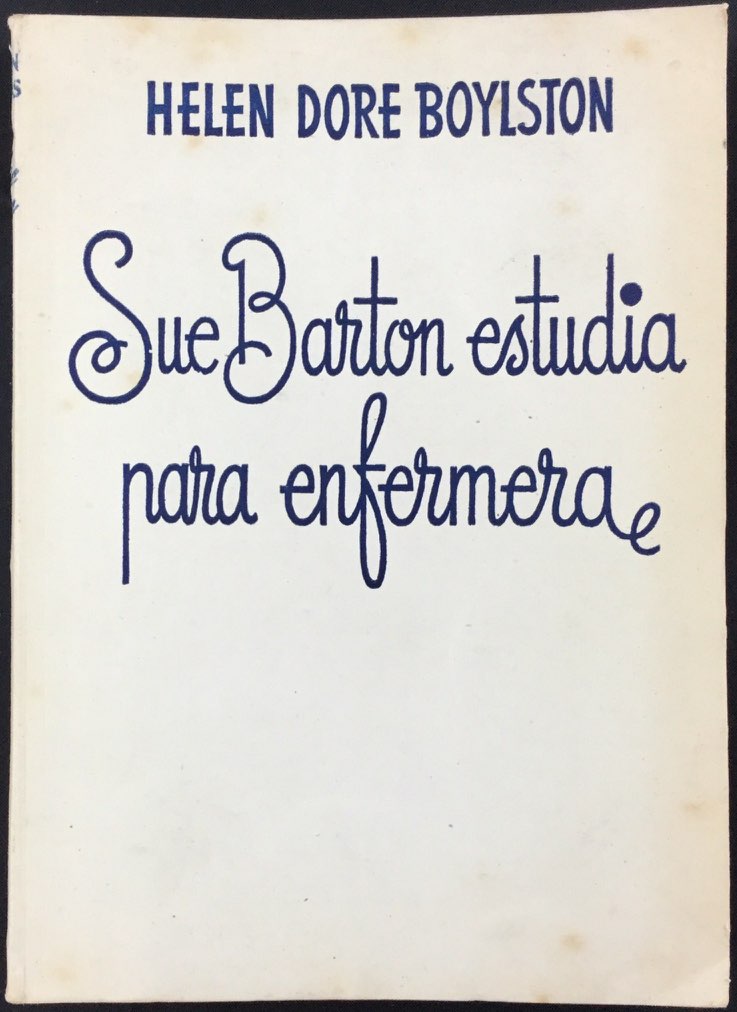 HELEN DORE BOYLSTON
Sue Barton estudia
para enfermera